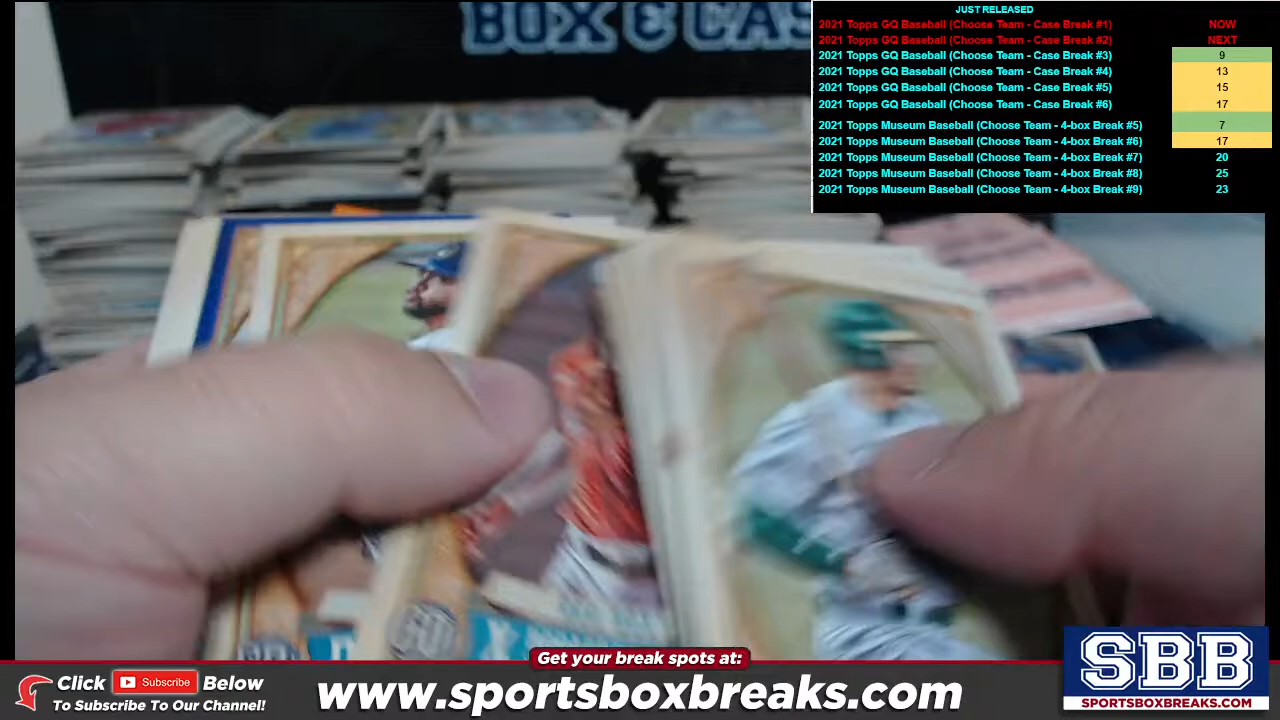 BOX & CAS
JUST RELEASED
2021 Topps GQ Baseball (Choose Team - Case Break #1) NOW
2021 Topps GQ Baseball (Choose Team - Case Break #2) NEXT
2021 Topps GQ Baseball (Choose Team - Case Break #3) 9
2021 Topps GQ Baseball (Choose Team - Case Break #4) 13
2021 Topps GQ Baseball (Choose Team - Case Break #5) 15
2021 Topps GQ Baseball (Choose Team - Case Break #6) 17
2021 Topps Museum Baseball (Choose Team - 4-box Break #5) 7
2021 Topps Museum Baseball (Choose Team - 4-box Break #6) 17
2021 Topps Museum Baseball (Choose Team - 4-box Break #7) 20
2021 Topps Museum Baseball (Choose Team - 4-box Break #8) 25
2021 Topps Museum Baseball (Choose Team - 4-box Break #9) 23
Get your break spots at:
Click Subscribe Below
To Subscribe To Our Channel!
www.sportsboxbreaks.com
SBB
SPORTSBOXBREAKS.COM